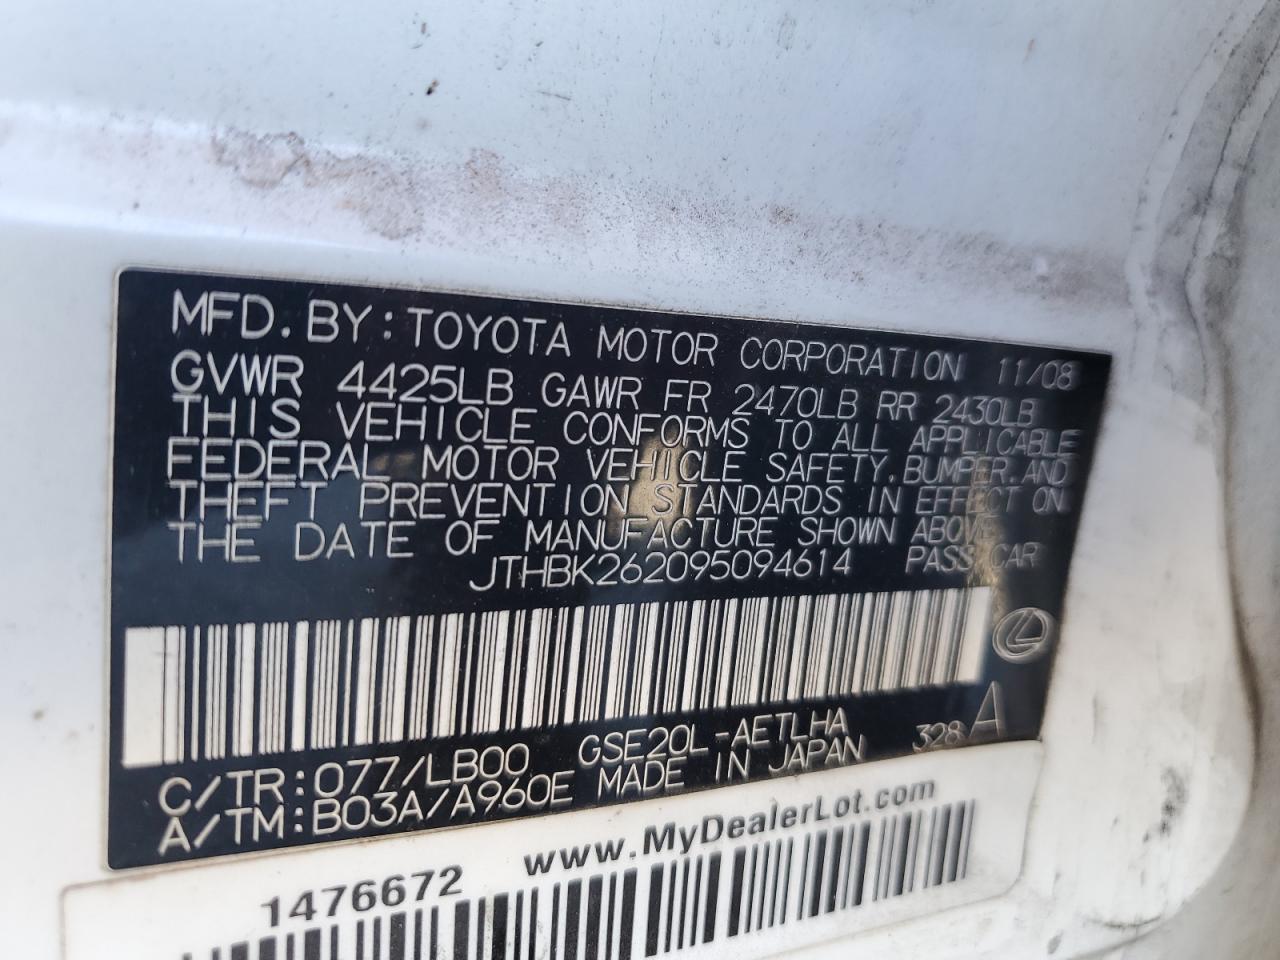 MFD. BY: TOYOTA MOTOR CORPORATION 11/08
GVWR 4425LB GAWR FR 2470LB RR 2430LB
THIS VEHICLE CONFORMS TO ALL APPLICABLE
FEDERAL MOTOR VEHICLE SAFETY, BUMPER, AND
THEFT PREVENTION STANDARDS IN EFFECT ON
THE DATE OF MANUFACTURE SHOWN ABOVE.
JTHBK262095094614 PASS CAR
C/TR: 077/LB00 GSE20L-AETLHA 328 A
A/TM: B03A/A960E MADE IN JAPAN
1476672 www.MyDealerLot.com